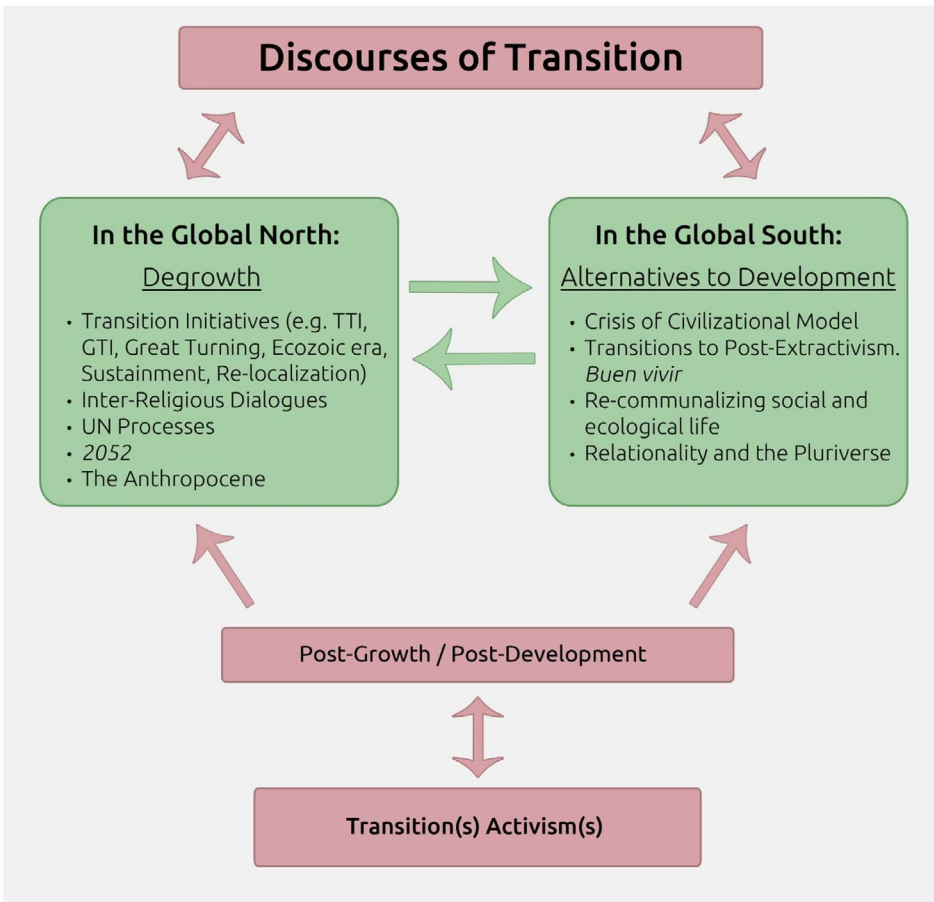 Discourses of Transition
In the Global North:
Degrowth
• Transition Initiatives (e.g. TTI,
GTI, Great Turning, Ecozoic era,
Sustainment, Re-localization)
• Inter-Religious Dialogues
• UN Processes
• 2052
• The Anthropocene
In the Global South:
Alternatives to Development
• Crisis of Civilizational Model
• Transitions to Post-Extractivism.
Buen vivir
• Re-communalizing social and
ecological life
• Relationality and the Pluriverse
Post-Growth / Post-Development
Transition(s) Activism(s)